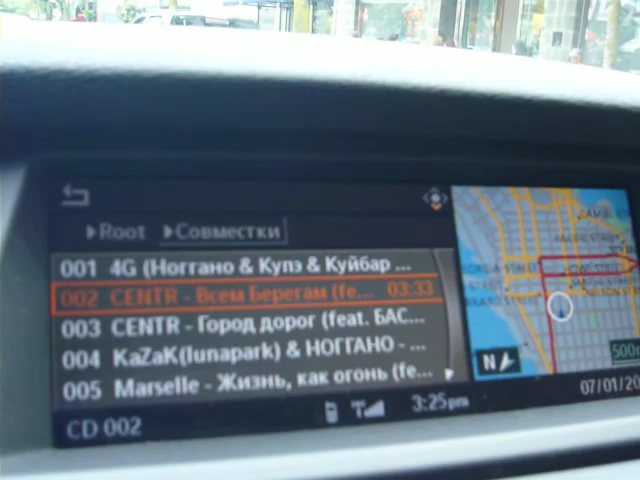 Root Совместки
001 4G (Ноггано & Купэ & Куйбар ...
002 CENTR - Всем Берегам (fe... 03:33
003 CENTR - Город дорог (feat. БАС...
004 KaZaK(lunapark) & НОГГАНО - ...
005 Marselle - Жизнь, как огонь (fe...
CD 002 3:25pm 07/01/20
N 500
STREET